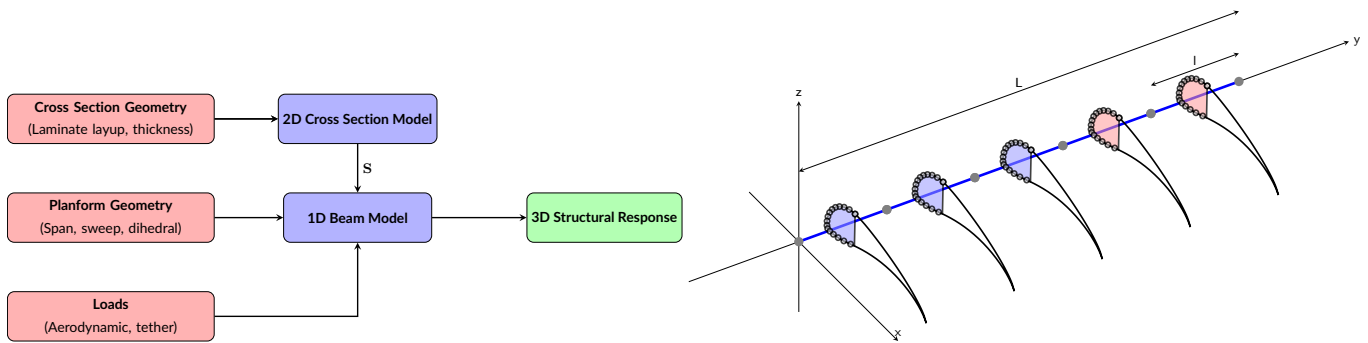 Cross Section Geometry
(Laminate layup, thickness)
2D Cross Section Model
S
Planform Geometry
(Span, sweep, dihedral)
1D Beam Model
3D Structural Response
Loads
(Aerodynamic, tether)
z
L
l
y
x